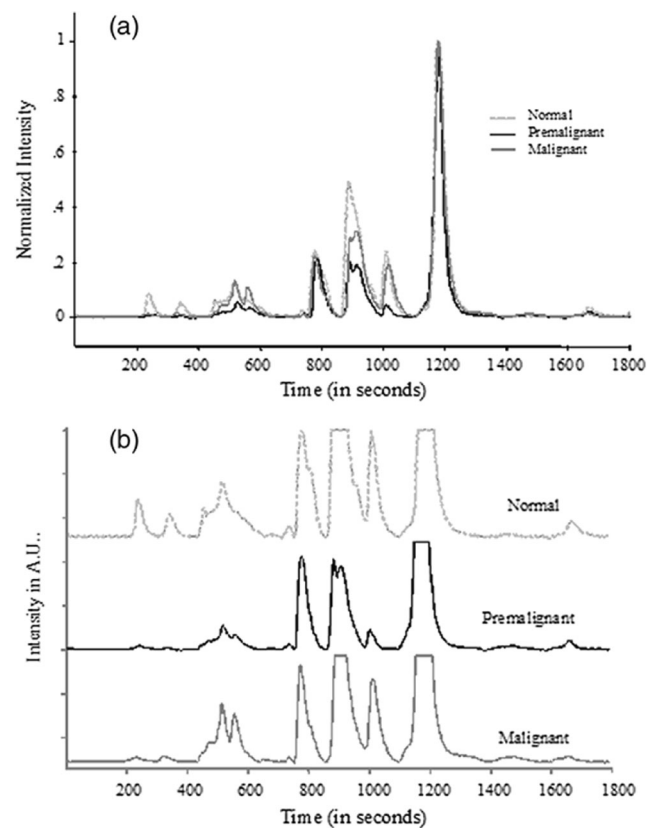 (a)
1
.8
.6
.4
.2
0
Normalized Intensity
Normal
Premalignant
Malignant
200 400 600 800 1000 1200 1400 1600 1800
Time (in seconds)
(b)
Intensity in A.U..
Normal
Premalignant
Malignant
200 400 600 800 1000 1200 1400 1600 1800
Time (in seconds)